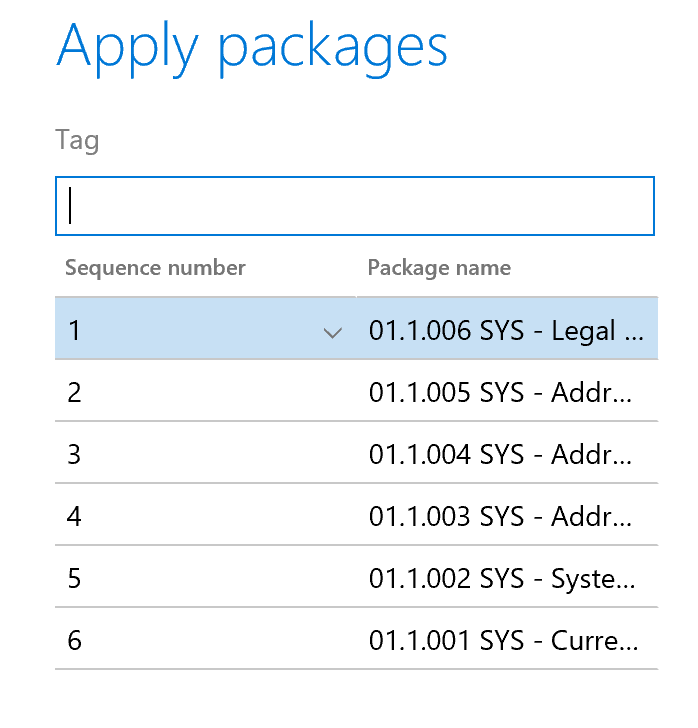 Apply packages
Tag
Sequence number Package name
1 01.1.006 SYS - Legal ...
2 01.1.005 SYS - Addr...
3 01.1.004 SYS - Addr...
4 01.1.003 SYS - Addr...
5 01.1.002 SYS - Syste...
6 01.1.001 SYS - Curre...